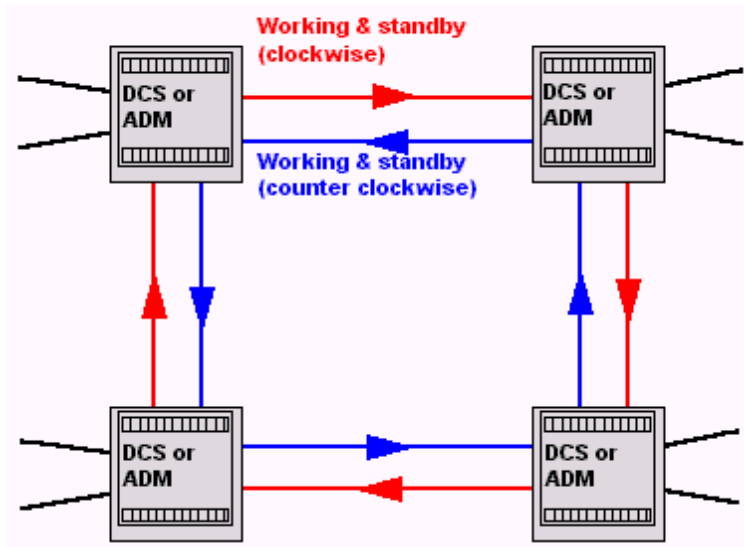 Working & standby
(clockwise)
DCS or
ADM
DCS or
ADM
Working & standby
(counter clockwise)
DCS or
ADM
DCS or
ADM